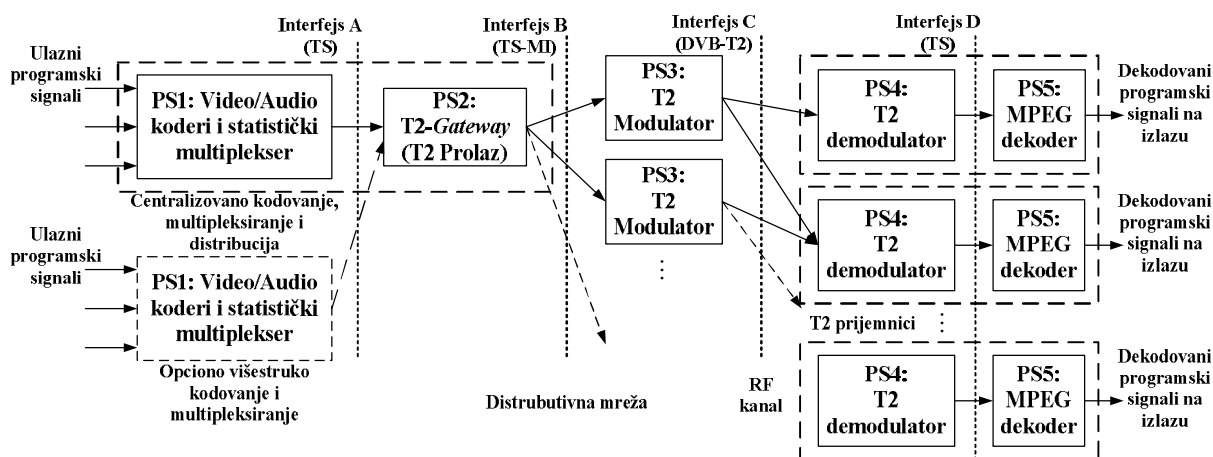 Interfejs A
(TS)
Interfejs B
(TS-MI)
Interfejs C
(DVB-T2)
Interfejs D
(TS)
Ulazni
programski
signali
PS1: Video/Audio
koderi i statistički
multiplekser
PS2:
T2-Gateway
(T2 Prolaz)
PS3:
T2
Modulator
PS4:
T2
demodulator
PS5:
MPEG
dekoder
Dekodovani
programski
signali na
izlazu
Centralizovano kodovanje,
multipleksiranje i
distribucija
PS3:
T2
Modulator
PS4:
T2
demodulator
PS5:
MPEG
dekoder
Dekodovani
programski
signali na
izlazu
Ulazni
programski
signali
PS1: Video/Audio
koderi i statistički
multiplekser
Opciono višestruko
kodovanje i
multipleksiranje
Distrubutivna mreža
RF
kanal
T2 prijemnici
PS4:
T2
demodulator
PS5:
MPEG
dekoder
Dekodovani
programski
signali na
izlazu